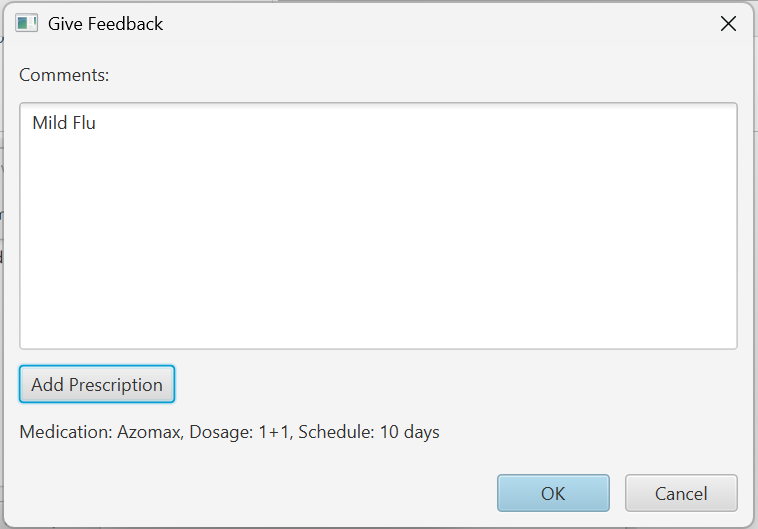 Give Feedback
Comments:
Mild Flu
Add Prescription
Medication: Azomax, Dosage: 1+1, Schedule: 10 days
OK
Cancel